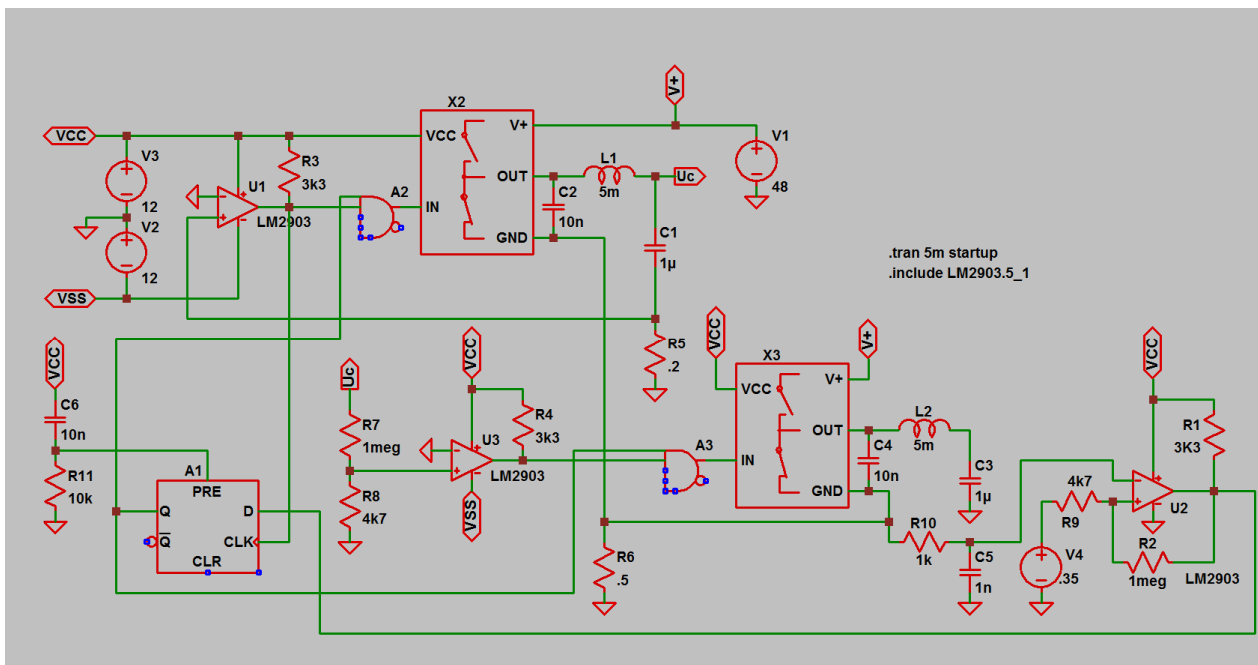 V+
X2
VCC
VCC
V+
V1
V3
R3
L1
3k3
A2
OUT
Uc
U1
C2
5m
48
12
IN
10n
V2
LM2903
GND
C1
1µ
.tran 5m startup
12
.include LM2903.5_1
VSS
VCC
VCC
V+
R5
X3
VCC
.2
Uc
VCC
V+
C6
R4
L2
R1
10n
R7
3k3
OUT
3K3
1meg
U3
A3
C4
5m
C3
R11
A1
LM2903
IN
10n
1µ
4k7
10k
PRE
R8
GND
R9
U2
Q
D
4k7
VSS
R10
Q
CLK
C5
V4
R2
CLR
R6
1k
1n
.35
1meg
LM2903
.5